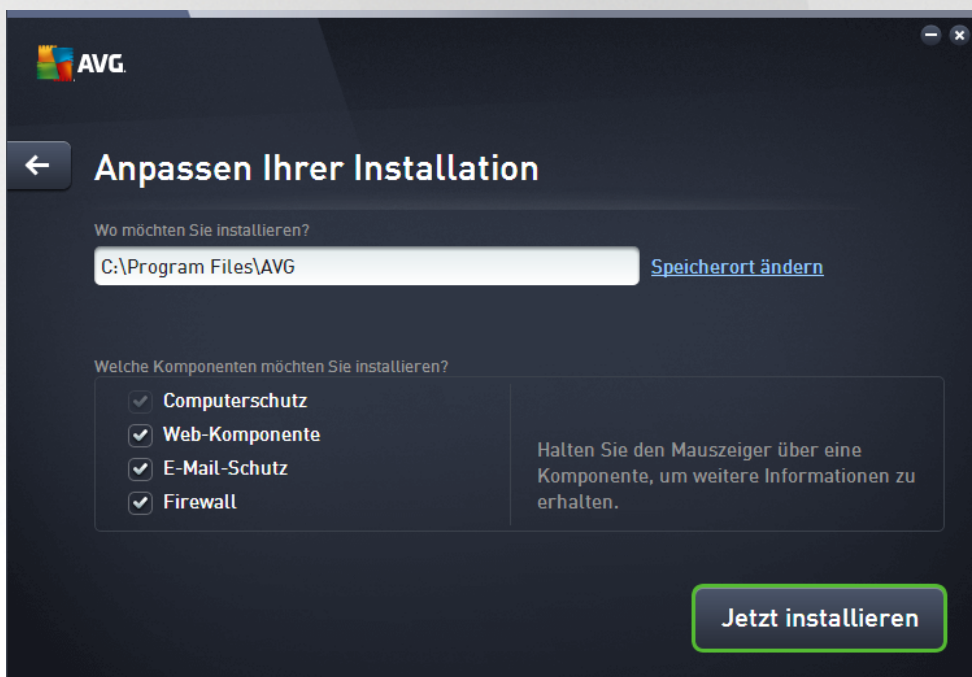 AVG.
Anpassen Ihrer Installation
Wo möchten Sie installieren?
C:\Program Files\AVG
Speicherort ändern
Welche Komponenten möchten Sie installieren?
Computerschutz
Web-Komponente
E-Mail-Schutz
Firewall
Halten Sie den Mauszeiger über eine
Komponente, um weitere Informationen zu
erhalten.
Jetzt installieren